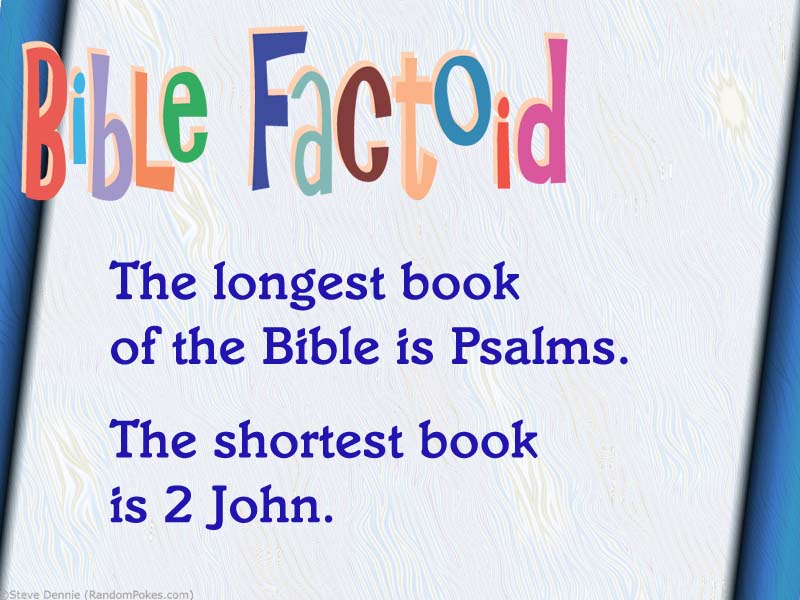 Bible Factoid
The longest book
of the Bible is Psalms.
The shortest book
is 2 John.
©Steve Dennie (RandomPokes.com)